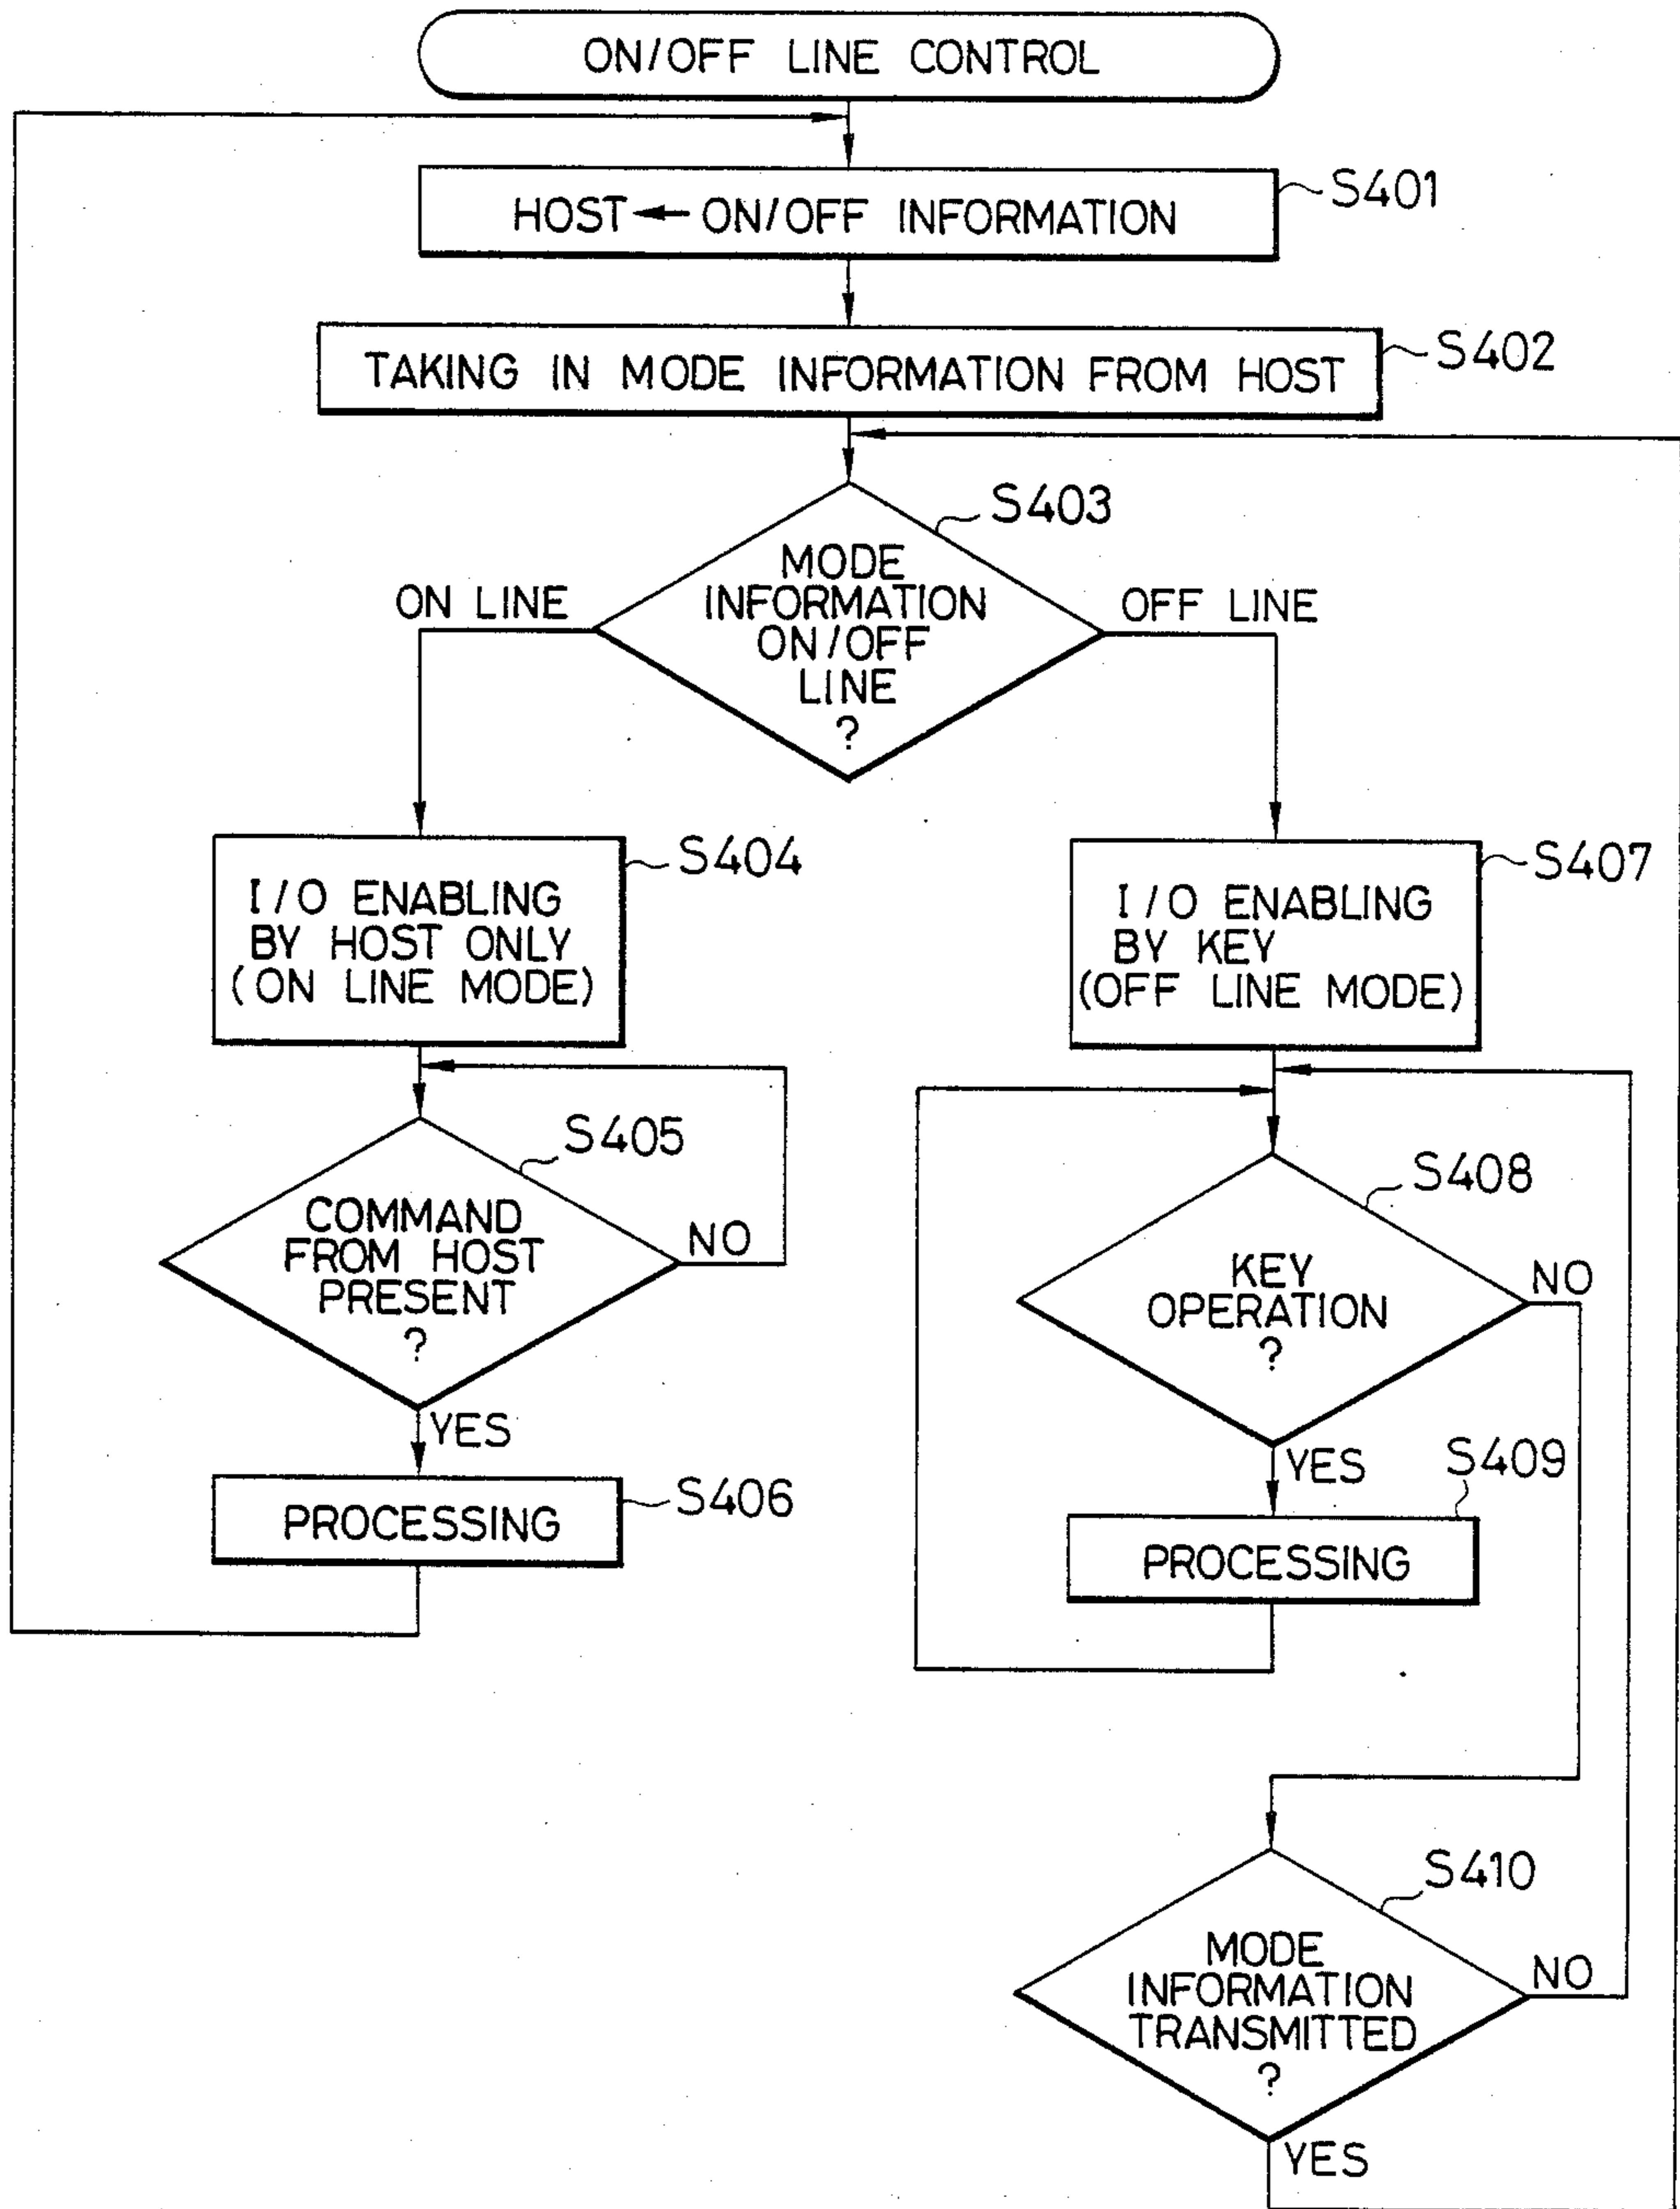 ON/OFF LINE CONTROL
HOST ← ON/OFF INFORMATION
S401
TAKING IN MODE INFORMATION FROM HOST
S402
S403
MODE
INFORMATION
ON/OFF
LINE
?
ON LINE
OFF LINE
I/O ENABLING
BY HOST ONLY
(ON LINE MODE)
S404
I/O ENABLING
BY KEY
(OFF LINE MODE)
S407
S405
COMMAND
FROM HOST
PRESENT
?
NO
YES
S408
KEY
OPERATION
?
NO
YES
PROCESSING
S406
S409
PROCESSING
S410
MODE
INFORMATION
TRANSMITTED
?
NO
YES